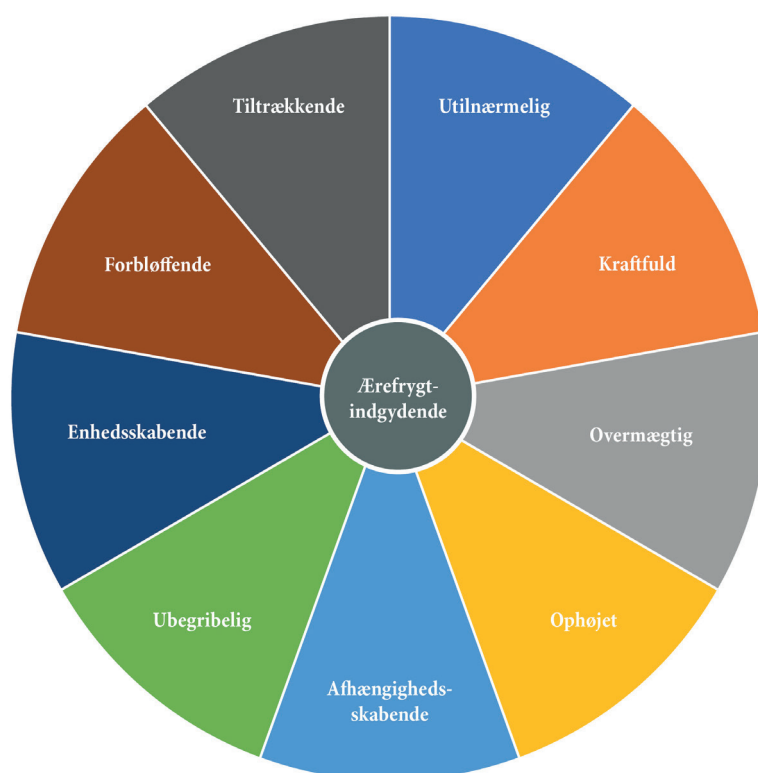 Tiltrækkende
Utilnærmelig
Forbløffende
Kraftfuld
Ærefrygt-
indgydende
Enhedsskabende
Overmægtig
Ubegribelig
Ophøjet
Afhængigheds-
skabende